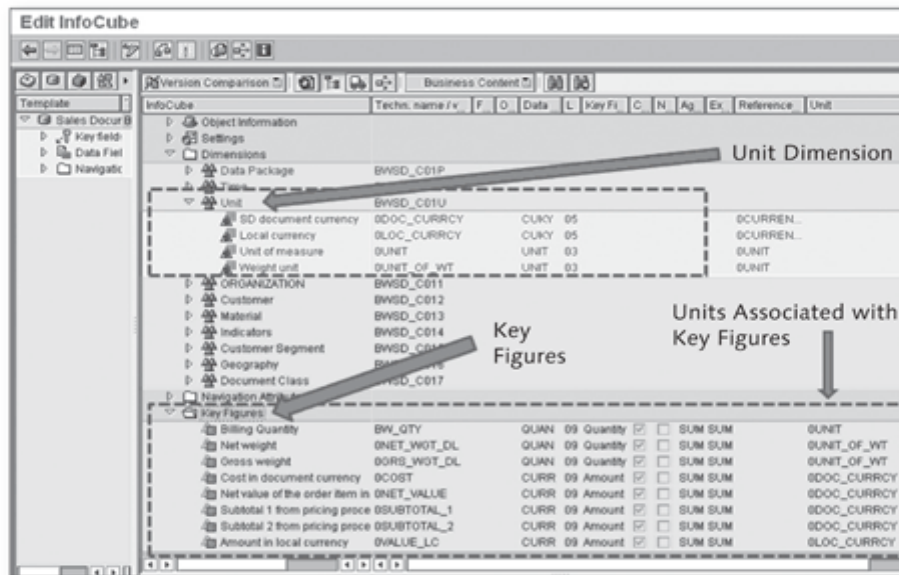 Edit InfoCube
Version Comparison Business Content
Template
Sales Docur
Key field
Data Fiel
Navigatic
InfoCube Techn. name / v... F... O... Data L Key Fi... C... N... Ag Ex Reference Unit
Object Information
Settings
Dimensions
Data Package BWSD_C01P
Time
Unit BWSD_C01U
SD document currency 0DOC_CURRCY CUKY 05 0CURREN...
Local currency 0LOC_CURRCY CUKY 05 0CURREN...
Unit of measure 0UNIT UNIT 03 0UNIT
Weight unit 0UNIT_OF_WT UNIT 03 0UNIT
ORGANIZATION BWSD_C011
Customer BWSD_C012
Material BWSD_C013
Indicators BWSD_C014
Customer Segment
Geography
Document Class BWSD_C017
Navigation
Key Figures
Billing Quantity BW_QTY QUAN 09 Quantity SUM SUM 0UNIT
Net weight 0NET_WGT_DL QUAN 09 Quantity SUM SUM 0UNIT_OF_WT
Gross weight 0GRS_WGT_DL QUAN 09 Quantity SUM SUM 0UNIT_OF_WT
Cost in document currency 0COST CURR 09 Amount SUM SUM 0DOC_CURRCY
Net value of the order item in 0NET_VALUE CURR 09 Amount SUM SUM 0DOC_CURRCY
Subtotal 1 from pricing proce 0SUBTOTAL_1 CURR 09 Amount SUM SUM 0DOC_CURRCY
Subtotal 2 from pricing proce 0SUBTOTAL_2 CURR 09 Amount SUM SUM 0DOC_CURRCY
Amount in local currency 0VALUE_LC CURR 09 Amount SUM SUM 0LOC_CURRCY
Unit Dimension
Key
Figures
Units Associated with
Key Figures